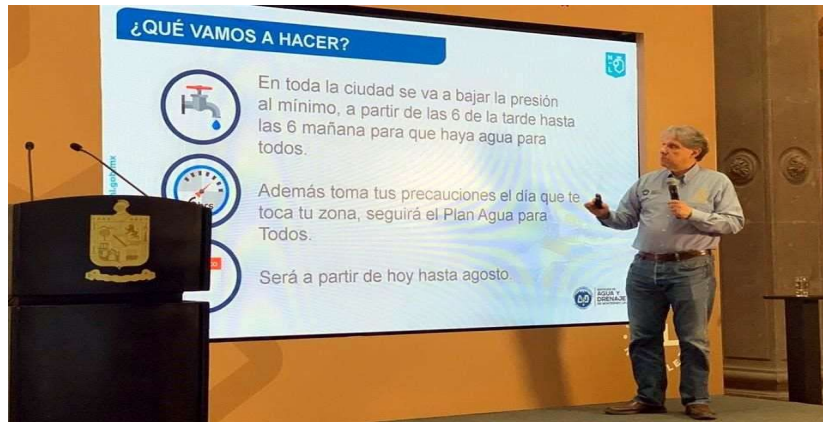 ¿QUÉ VAMOS A HACER?
En toda la ciudad se va a bajar la presión
al mínimo, a partir de las 6 de la tarde hasta
las 6 mañana para que haya agua para
todos.
Además toma tus precauciones el día que te
toca tu zona, seguirá el Plan Agua para
Todos.
Será a partir de hoy hasta agosto.
AGUA Y
DRENAJE